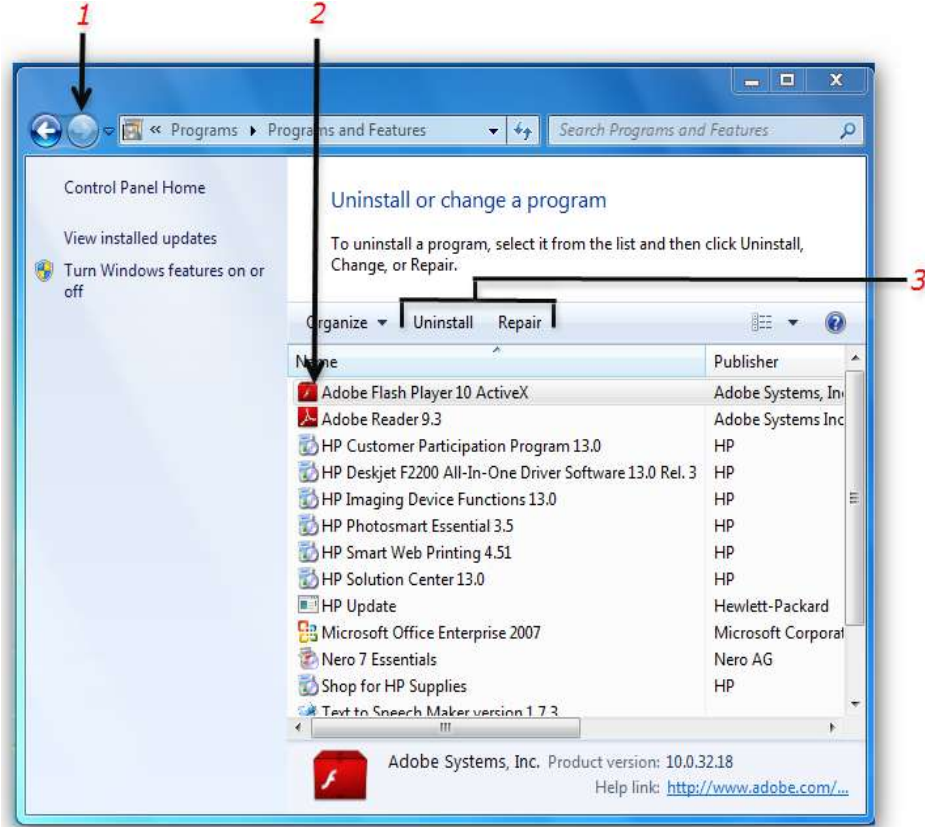 1 2
« Programs Programs and Features Search Programs and Features
Control Panel Home
View installed updates
Turn Windows features on or
off
Uninstall or change a program
To uninstall a program, select it from the list and then click Uninstall,
Change, or Repair.
3
Organize Uninstall Repair
Name Publisher
Adobe Flash Player 10 ActiveX Adobe Systems, In
Adobe Reader 9.3 Adobe Systems Inc
HP Customer Participation Program 13.0 HP
HP Deskjet F2200 All-In-One Driver Software 13.0 Rel. 3 HP
HP Imaging Device Functions 13.0 HP
HP Photosmart Essential 3.5 HP
HP Smart Web Printing 4.51 HP
HP Solution Center 13.0 HP
HP Update Hewlett-Packard
Microsoft Office Enterprise 2007 Microsoft Corporat
Nero 7 Essentials Nero AG
Shop for HP Supplies HP
Text to Speech Maker version 1.7.3
Adobe Systems, Inc. Product version: 10.0.32.18
Help link: http://www.adobe.com/...